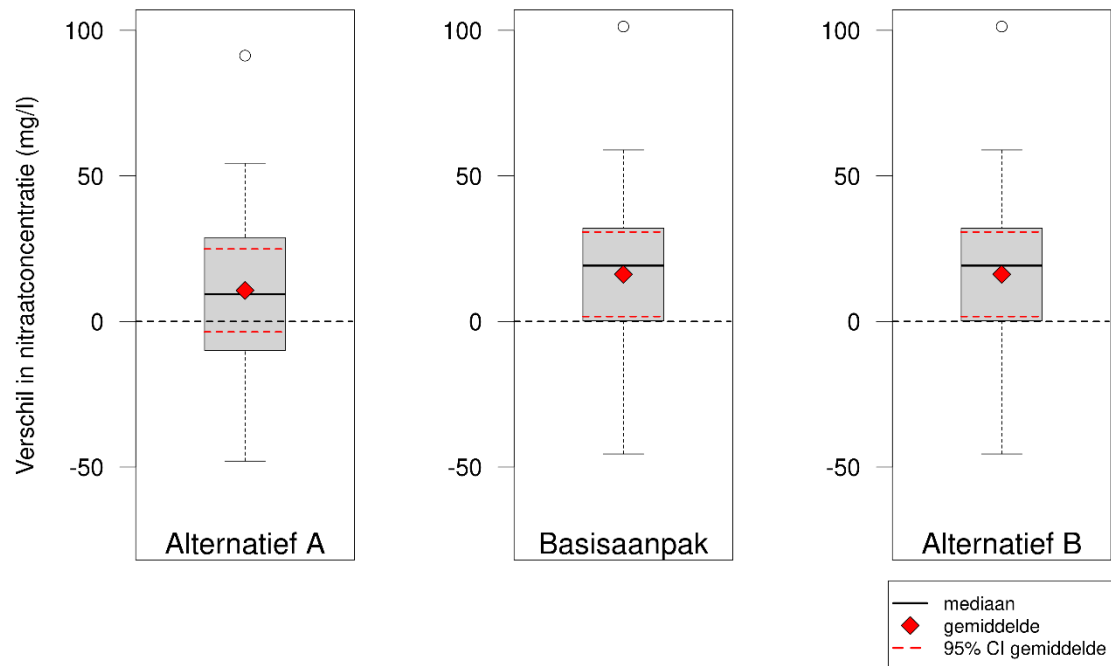 Verschil in nitraatconcentratie (mg/l)
100
50
0
-50
Alternatief A
100
50
0
-50
Basisaanpak
100
50
0
-50
Alternatief B
mediaan
gemiddelde
95% CI gemiddelde